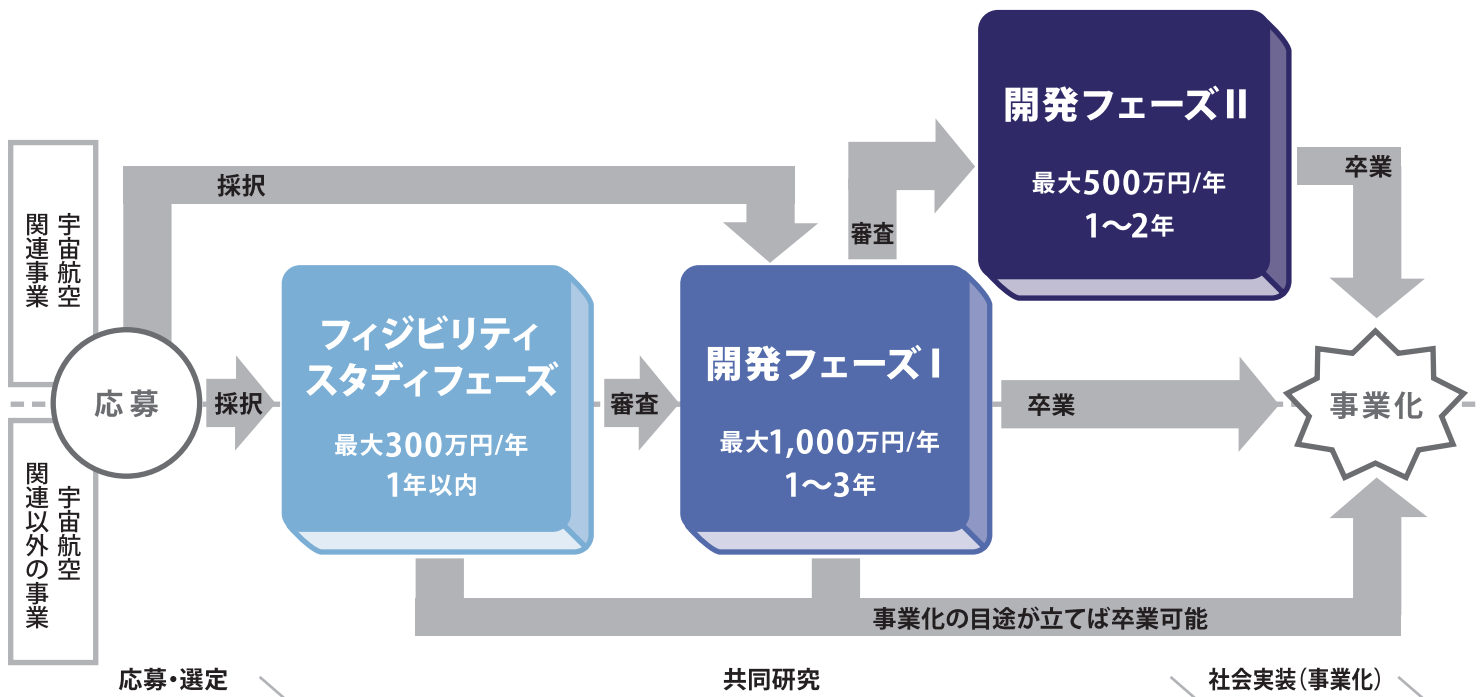 宇宙航空
関連事業
宇宙航空
関連以外の事業
応募
採択
採択
フィジビリティ
スタディフェーズ
最大300万円/年
1年以内
審査
開発フェーズⅠ
最大1,000万円/年
1〜3年
審査
開発フェーズⅡ
最大500万円/年
1〜2年
卒業
卒業
事業化
事業化の目途が立てば卒業可能
応募・選定
共同研究
社会実装(事業化)